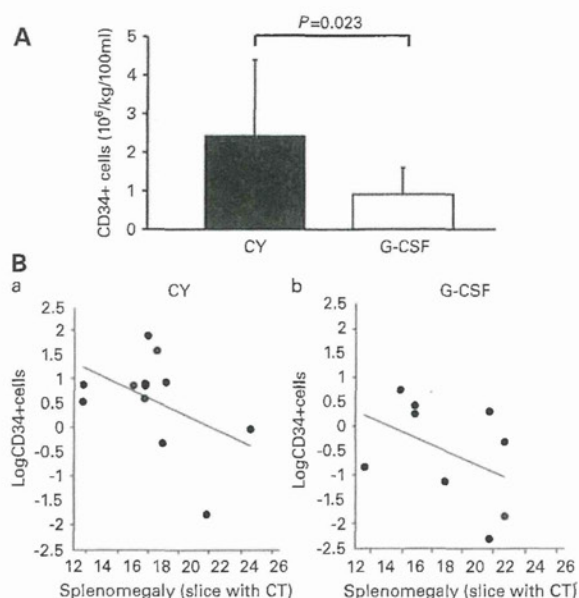 A
P=0.023
CD34+ cells (10⁶/kg/100ml)
6
5
4
3
2
1
0
CY
G-CSF
B
a
CY
LogCD34+cells
2.5
2
1.5
1
0.5
0
-0.5
-1
-1.5
-2
-2.5
12 14 16 18 20 22 24 26
Splenomegaly (slice with CT)
b
G-CSF
LogCD34+cells
2.5
2
1.5
1
0.5
0
-0.5
-1
-1.5
-2
-2.5
12 14 16 18 20 22 24 26
Splenomegaly (slice with CT)